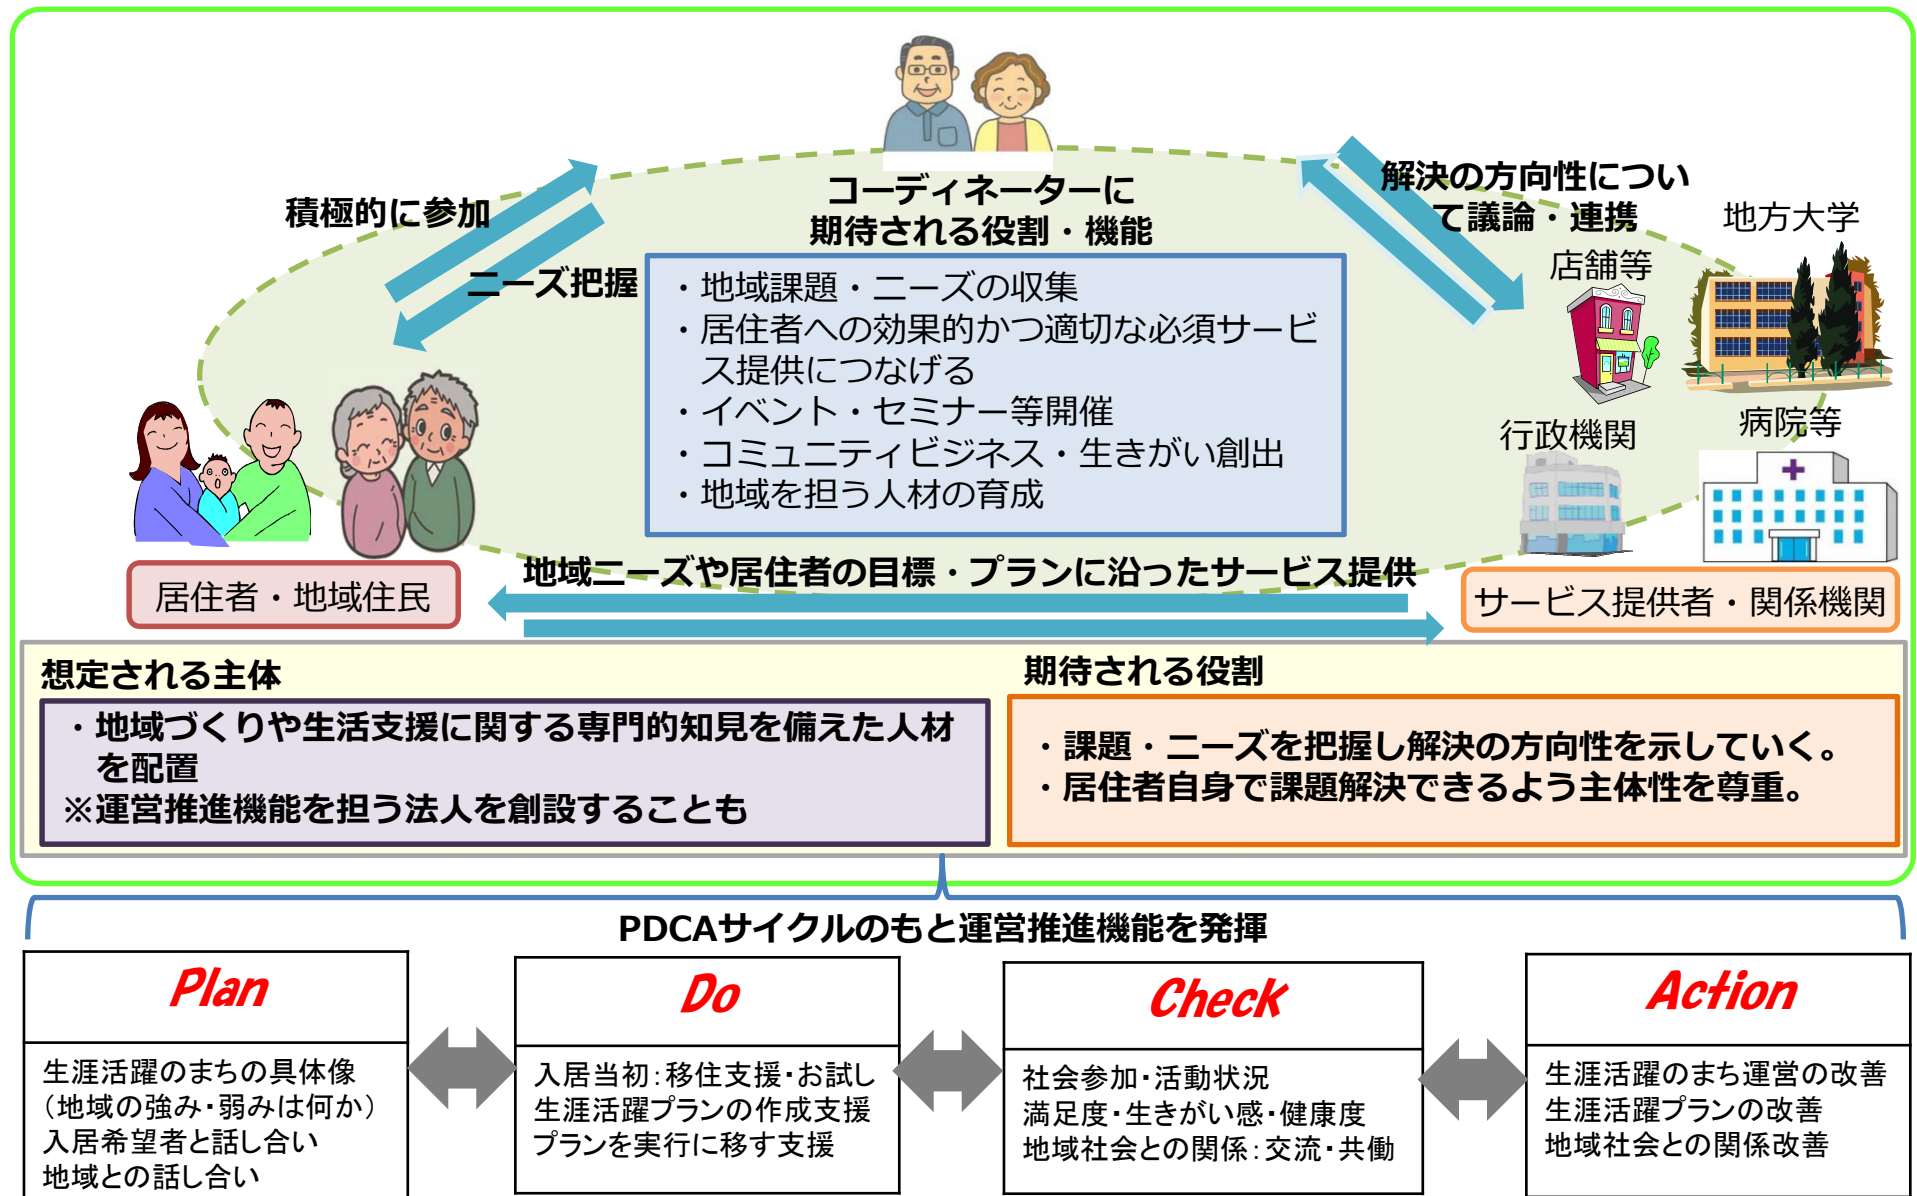 コーディネーターに
期待される役割・機能
積極的に参加
ニーズ把握
解決の方向性につい
て議論・連携
地方大学
店舗等
行政機関
病院等
・地域課題・ニーズの収集
・居住者への効果的かつ適切な必須サービ
ス提供につなげる
・イベント・セミナー等開催
・コミュニティビジネス・生きがい創出
・地域を担う人材の育成
地域ニーズや居住者の目標・プランに沿ったサービス提供
居住者・地域住民
サービス提供者・関係機関
想定される主体
・地域づくりや生活支援に関する専門的知見を備えた人材
を配置
※運営推進機能を担う法人を創設することも
期待される役割
・課題・ニーズを把握し解決の方向性を示していく。
・居住者自身で課題解決できるよう主体性を尊重。
PDCAサイクルのもと運営推進機能を発揮
Plan
生涯活躍のまちの具体像
（地域の強み・弱みは何か）
入居希望者と話し合い
地域との話し合い
Do
入居当初：移住支援・お試し
生涯活躍プランの作成支援
プランを実行に移す支援
Check
社会参加・活動状況
満足度・生きがい感・健康度
地域社会との関係：交流・共働
Action
生涯活躍のまち運営の改善
生涯活躍プランの改善
地域社会との関係改善